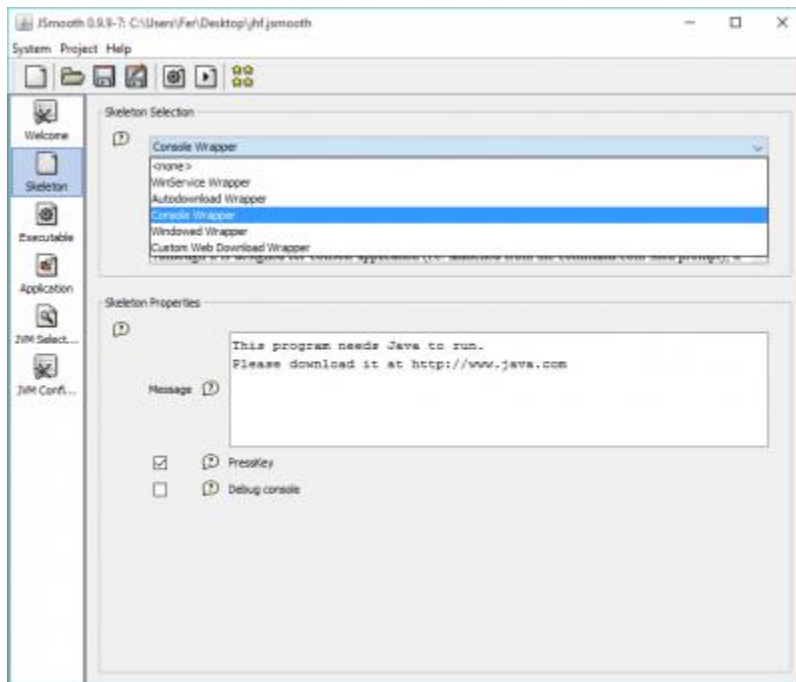 JSmooth 0.9.9-7: C:\Users\Fer\Desktop\jhf.jsmooth
System Project Help
Welcome
Skeleton
Executable
Application
JVM Select...
JVM Confi...
Skeleton Selection
Console Wrapper
<none>
WinService Wrapper
Autodownload Wrapper
Console Wrapper
Windowed Wrapper
Custom Web Download Wrapper
Skeleton Properties
Message
This program needs Java to run.
Please download it at http://www.java.com
PressKey
Debug console